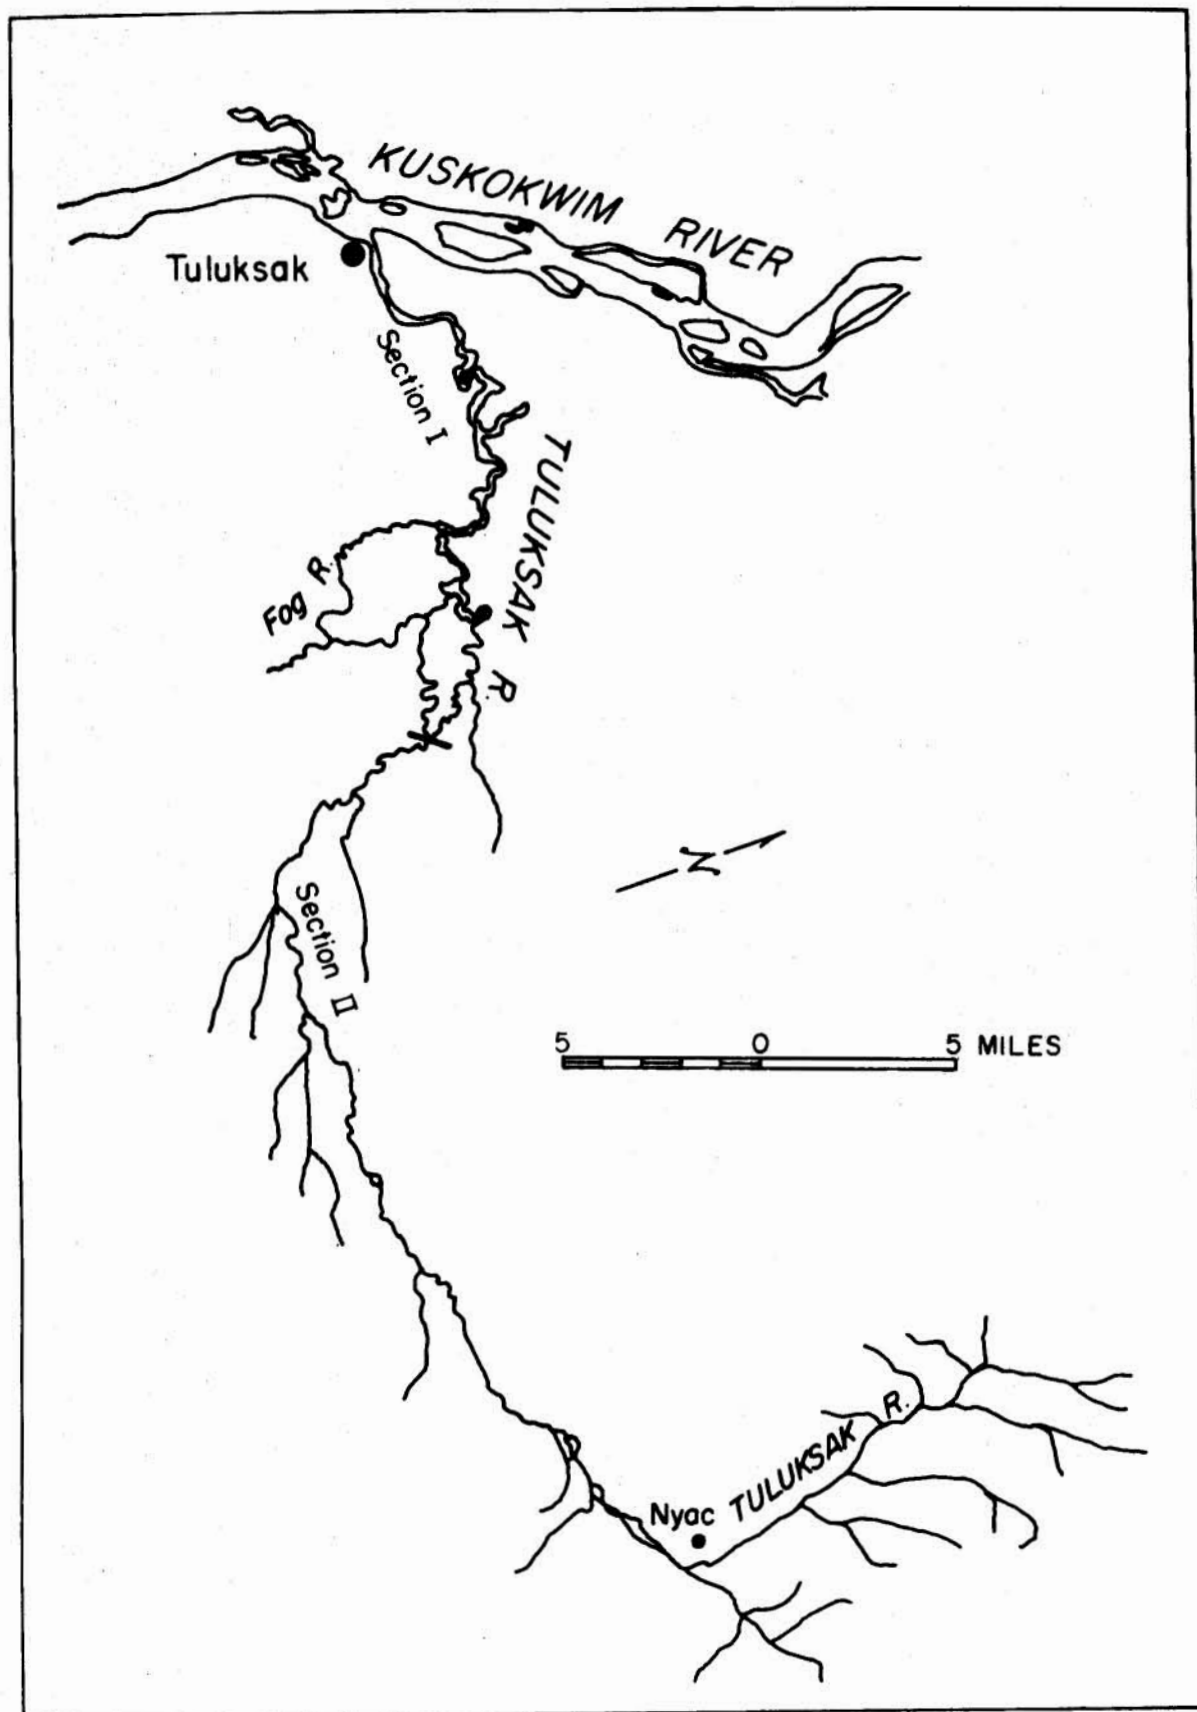 KUSKOKWIM RIVER
Tuluksak
Section I
TULUKSAK R.
Fog R.
N
Section II
5 0 5 MILES
TULUKSAK R.
Nyac